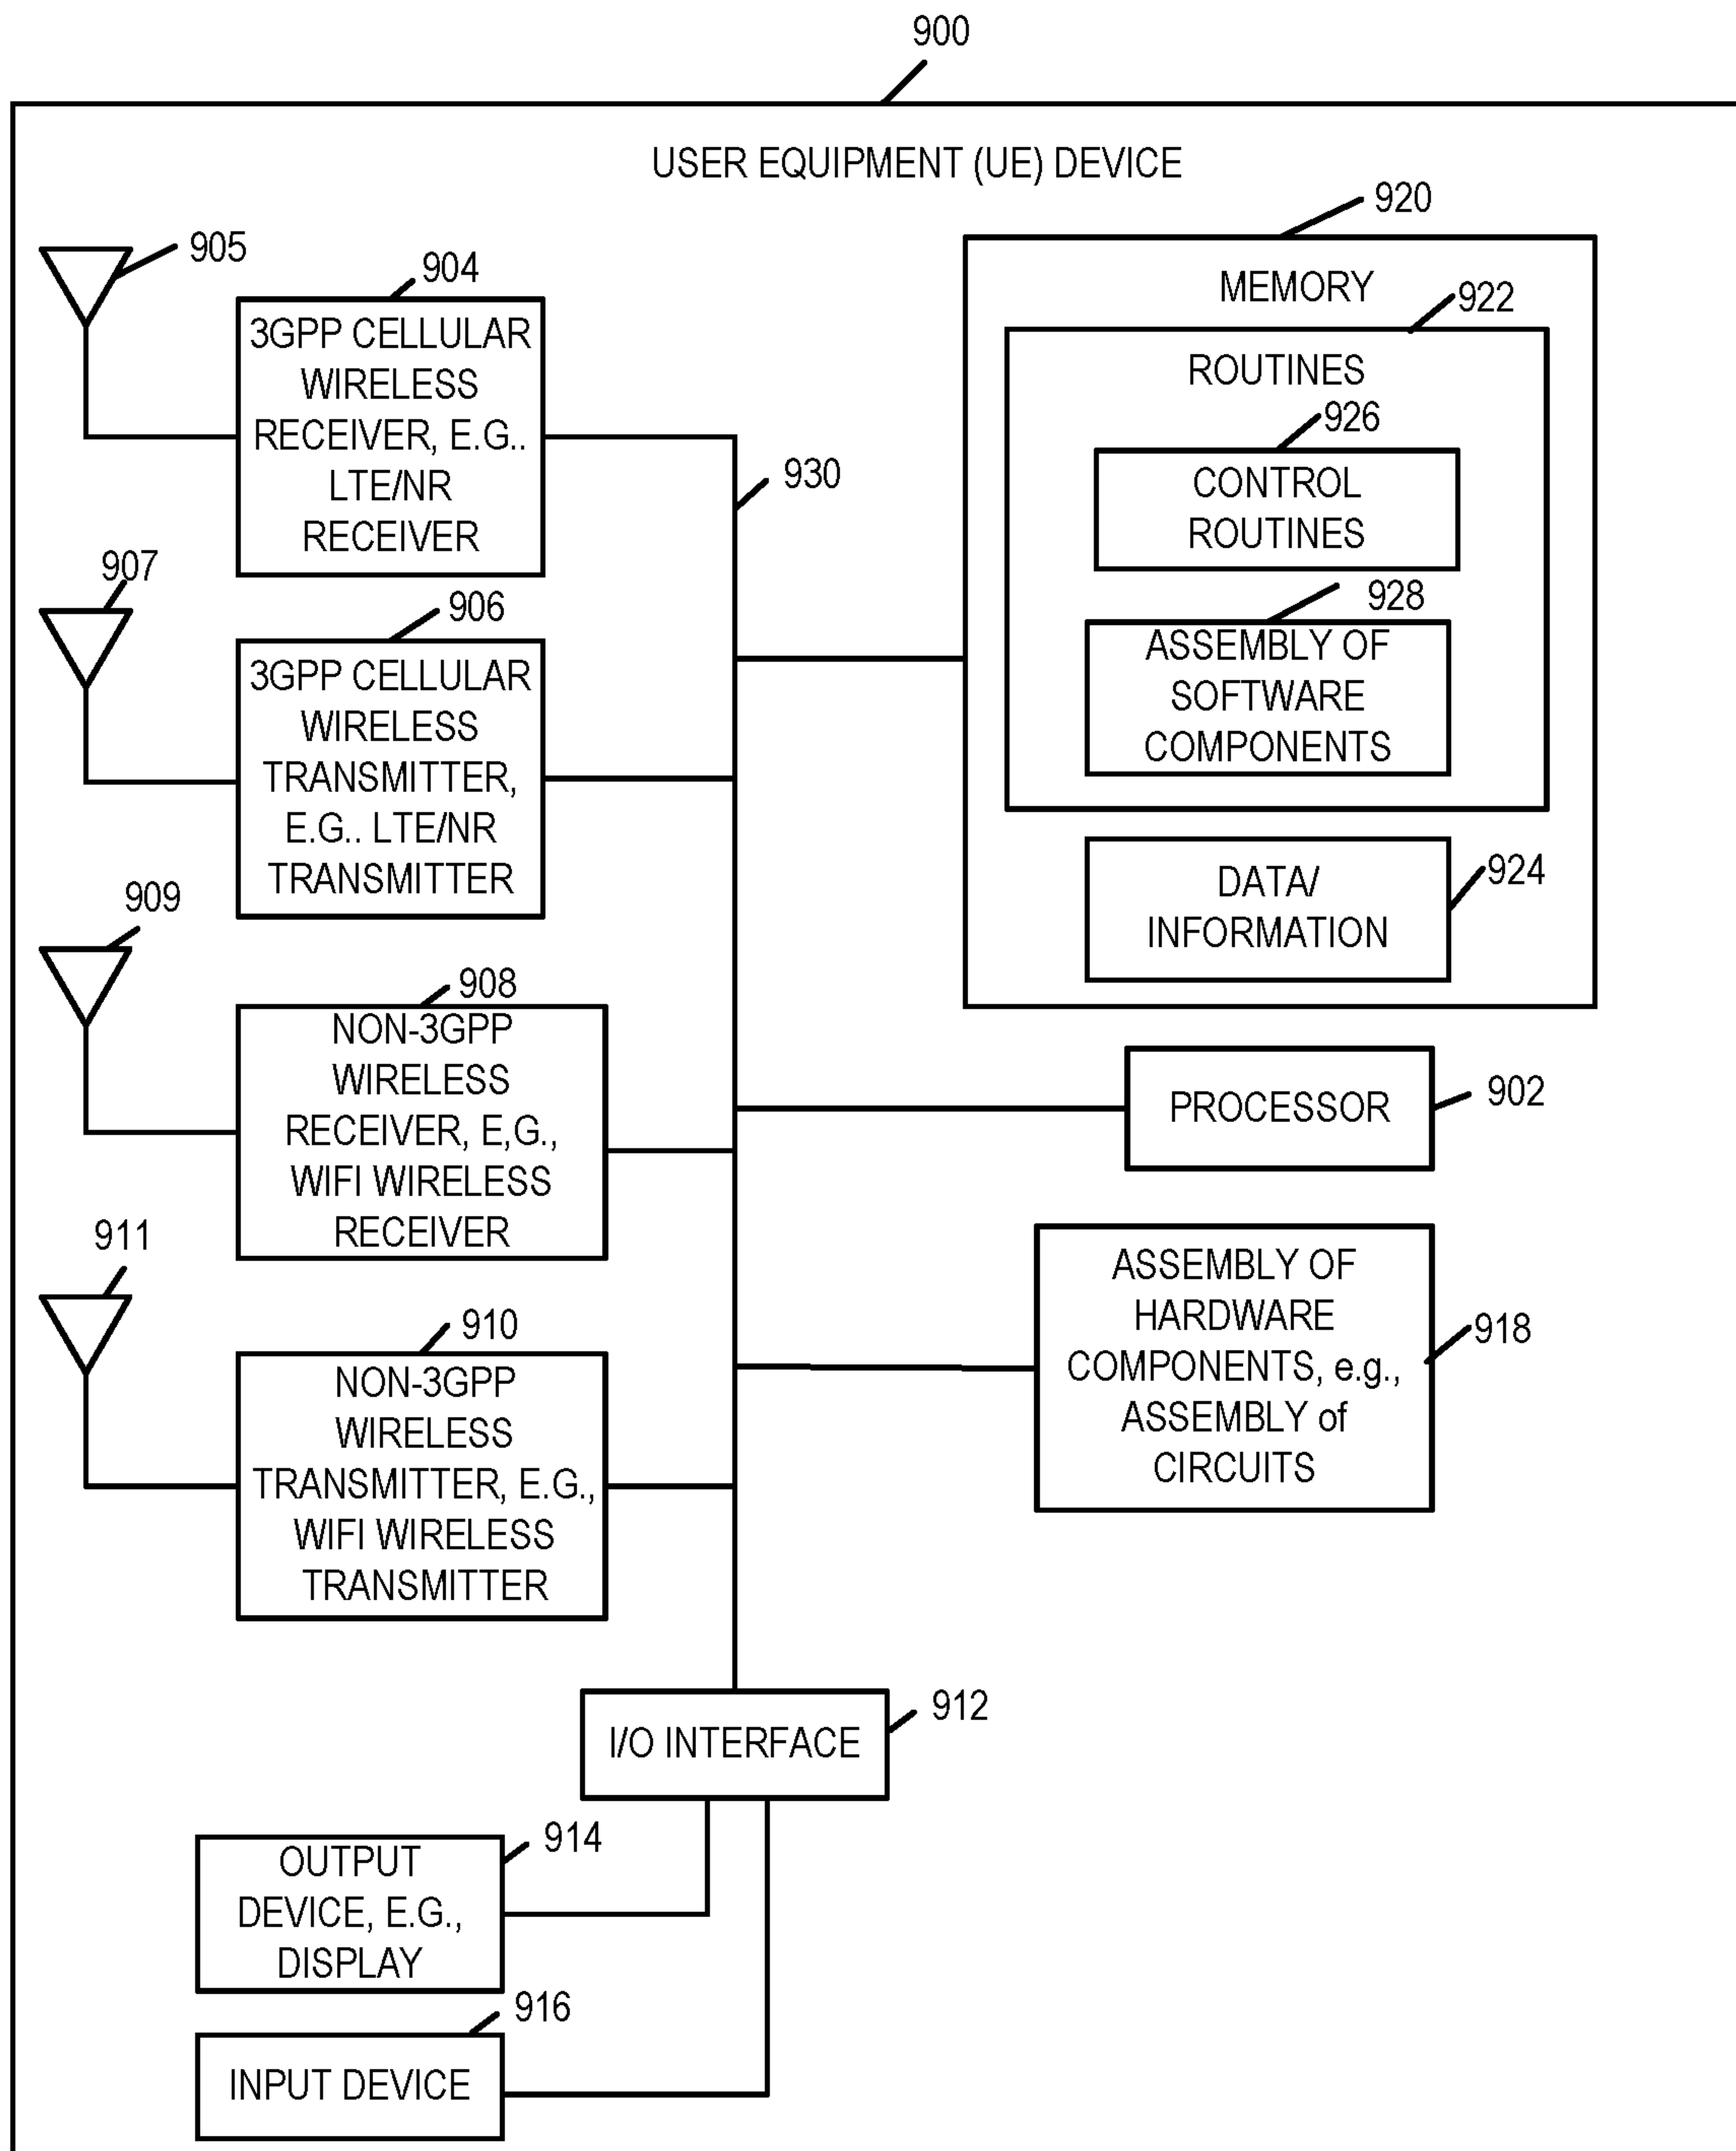 900
USER EQUIPMENT (UE) DEVICE
905
904
3GPP CELLULAR
WIRELESS
RECEIVER, E.G..
LTE/NR
RECEIVER
907
906
3GPP CELLULAR
WIRELESS
TRANSMITTER,
E.G.. LTE/NR
TRANSMITTER
909
908
NON-3GPP
WIRELESS
RECEIVER, E,G.,
WIFI WIRELESS
RECEIVER
911
910
NON-3GPP
WIRELESS
TRANSMITTER, E.G.,
WIFI WIRELESS
TRANSMITTER
930
920
MEMORY
922
ROUTINES
926
CONTROL
ROUTINES
928
ASSEMBLY OF
SOFTWARE
COMPONENTS
924
DATA/
INFORMATION
PROCESSOR
902
ASSEMBLY OF
HARDWARE
COMPONENTS, e.g.,
ASSEMBLY of
CIRCUITS
918
I/O INTERFACE
912
914
OUTPUT
DEVICE, E.G.,
DISPLAY
916
INPUT DEVICE